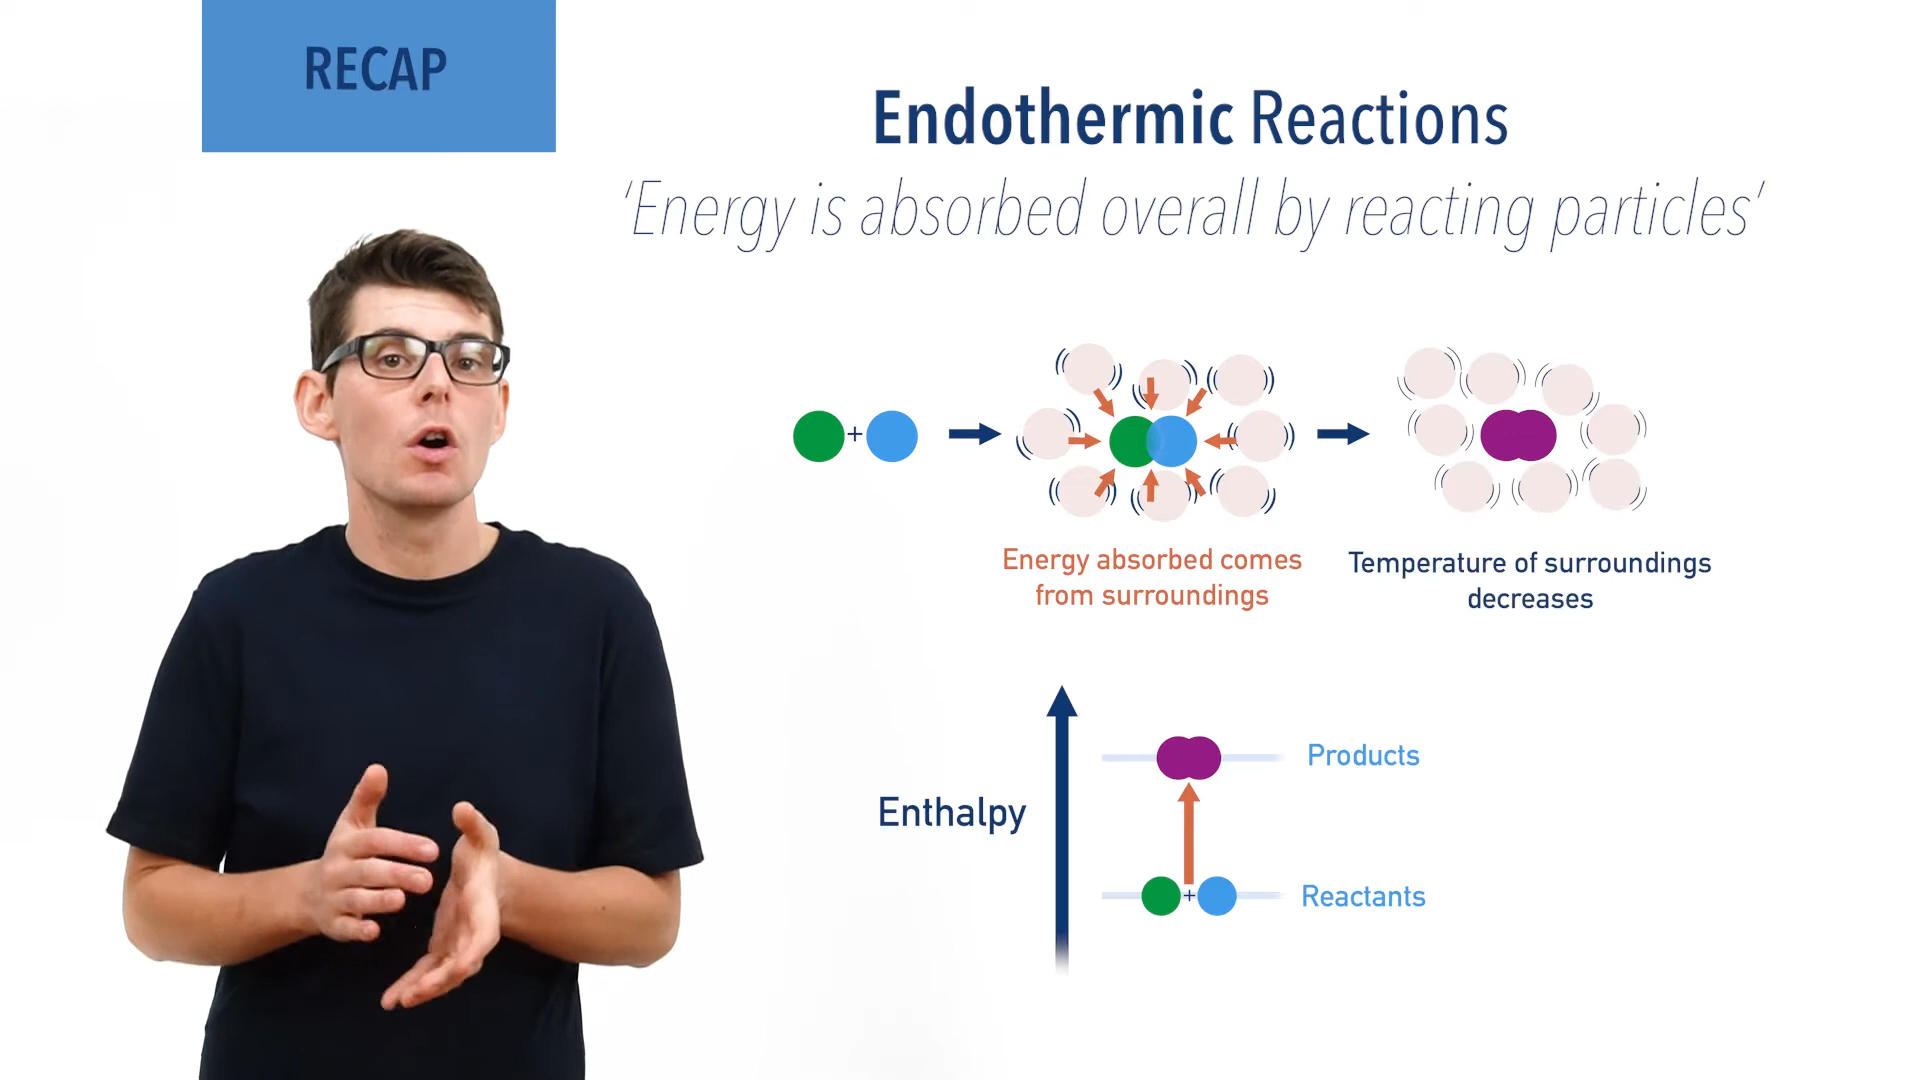 RECAP
Endothermic Reactions
‘Energy is absorbed overall by reacting particles’
+
Energy absorbed comes
from surroundings
Temperature of surroundings
decreases
Products
Enthalpy
+
Reactants